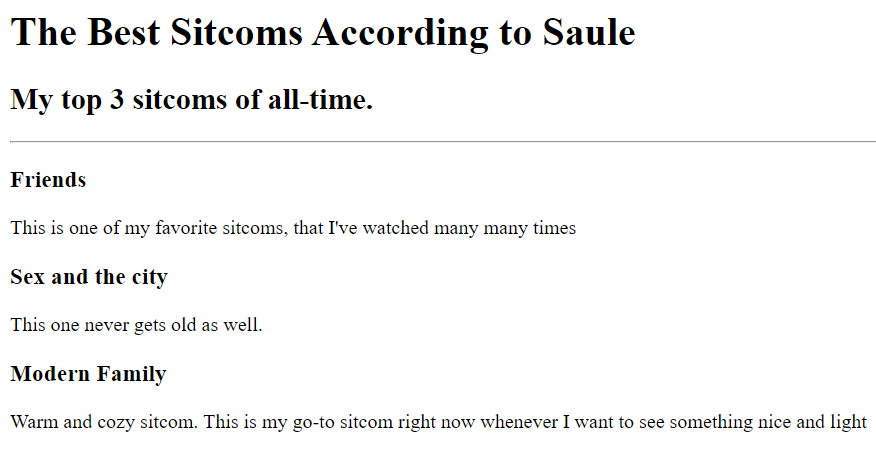 The Best Sitcoms According to Saule
My top 3 sitcoms of all-time.
Friends
This is one of my favorite sitcoms, that I've watched many many times
Sex and the city
This one never gets old as well.
Modern Family
Warm and cozy sitcom. This is my go-to sitcom right now whenever I want to see something nice and light